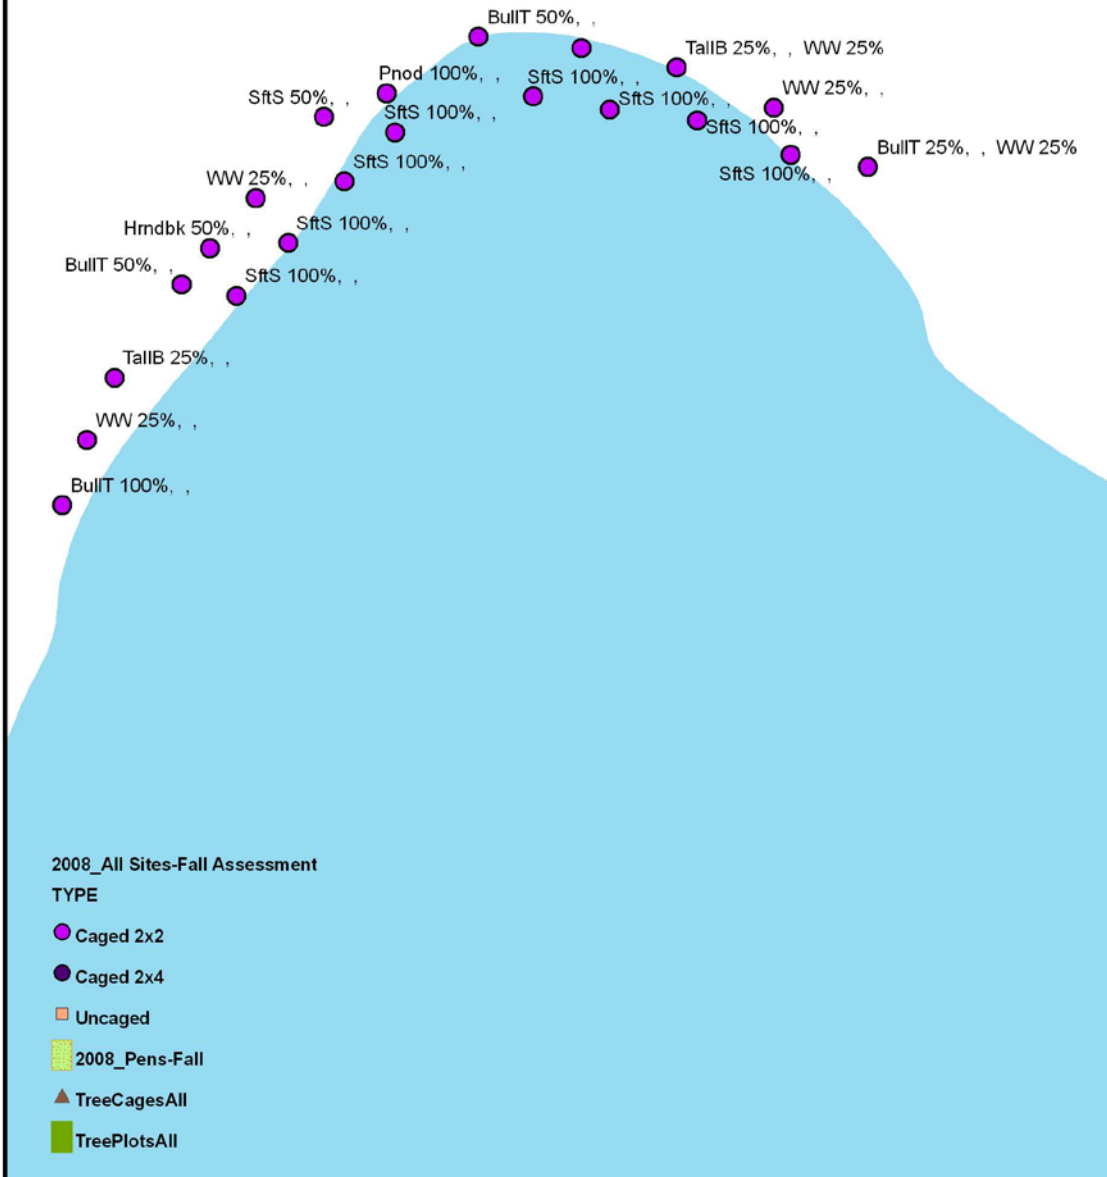 BullT 50%, ,
TallB 25%, , WW 25%
Pnod 100%, ,
SftS 100%, ,
WW 25%, ,
SftS 50%, ,
SftS 100%, ,
SftS 100%, ,
SftS 100%, ,
BullT 25%, , WW 25%
SftS 100%, ,
SftS 100%, ,
WW 25%, ,
Hrndbk 50%, ,
SftS 100%, ,
BullT 50%, ,
SftS 100%, ,
TallB 25%, ,
WW 25%, ,
BullT 100%, ,
2008_All Sites-Fall Assessment
TYPE
Caged 2x2
Caged 2x4
Uncaged
2008_Pens-Fall
TreeCagesAll
TreePlotsAll